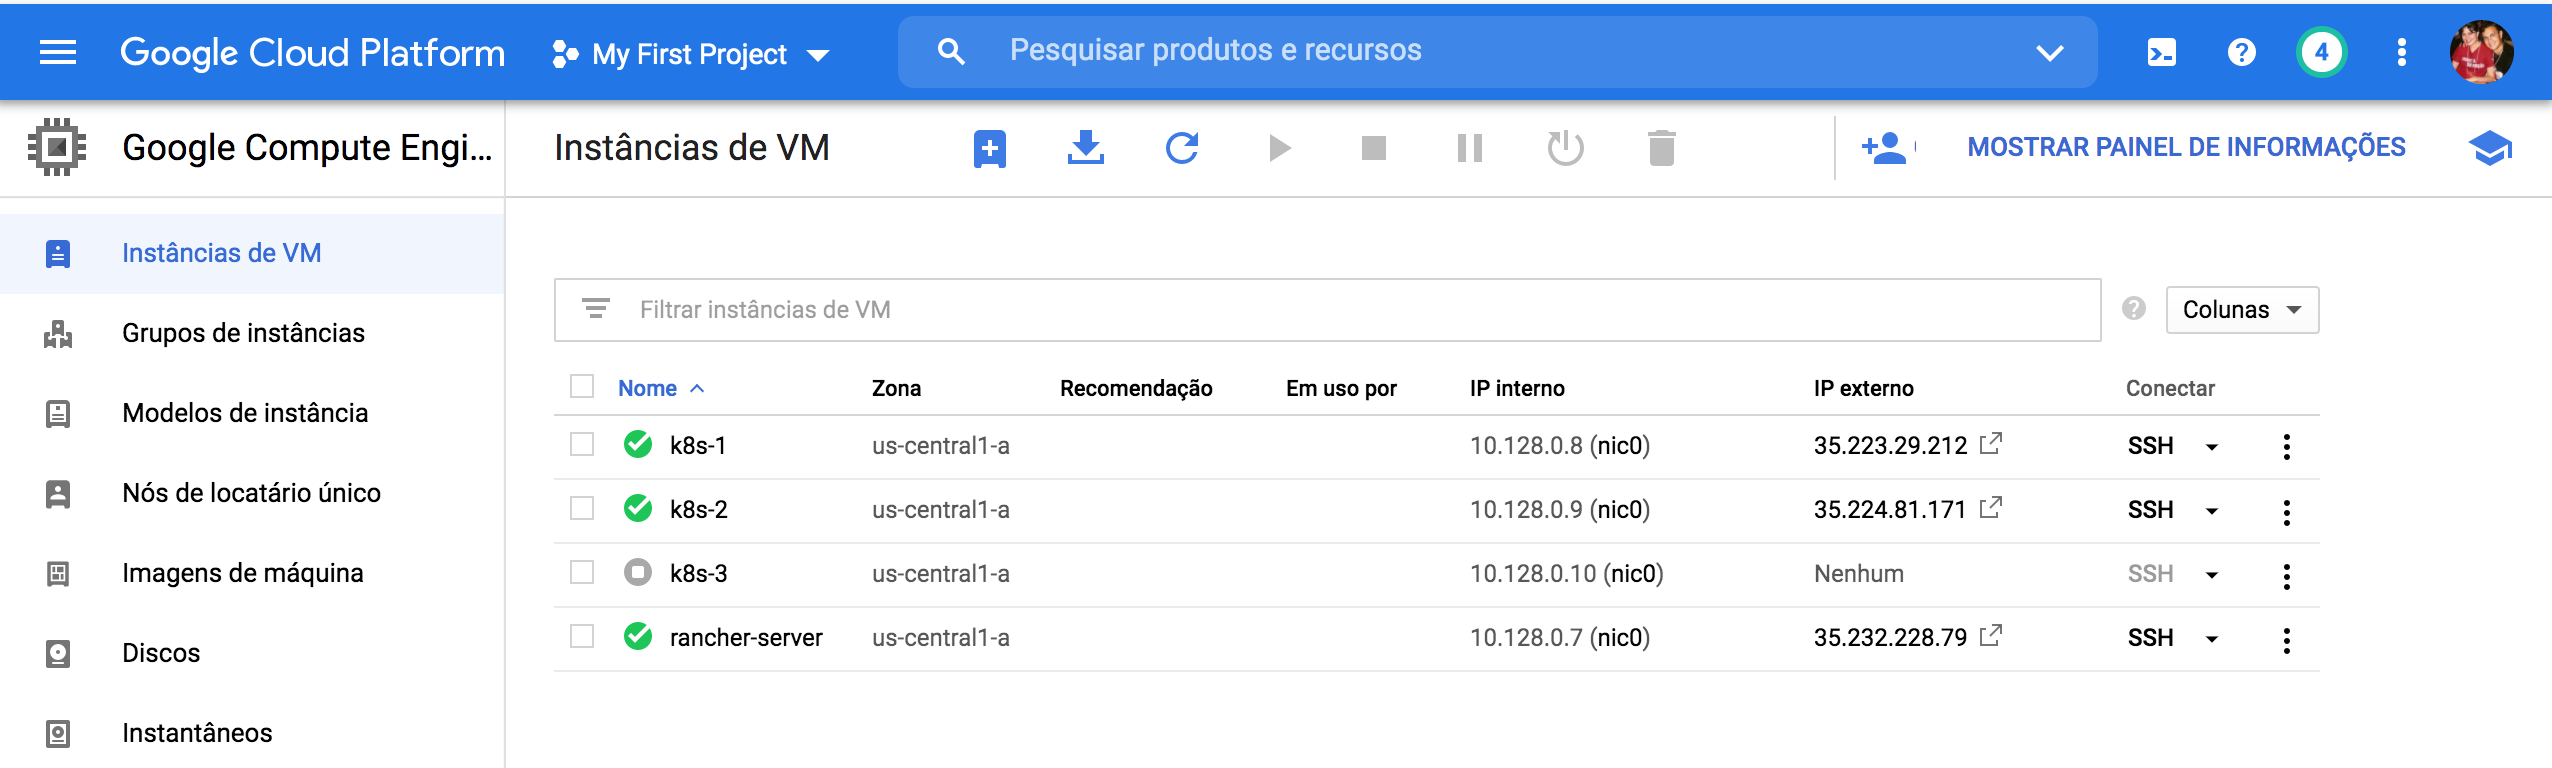 Google Cloud Platform My First Project Pesquisar produtos e recursos 4
Google Compute Engi... Instâncias de VM MOSTRAR PAINEL DE INFORMAÇÕES
Instâncias de VM
Grupos de instâncias
Modelos de instância
Nós de locatário único
Imagens de máquina
Discos
Instantâneos
Filtrar instâncias de VM Colunas
Nome Zona Recomendação Em uso por IP interno IP externo Conectar
k8s-1 us-central1-a 10.128.0.8 (nic0) 35.223.29.212 SSH
k8s-2 us-central1-a 10.128.0.9 (nic0) 35.224.81.171 SSH
k8s-3 us-central1-a 10.128.0.10 (nic0) Nenhum SSH
rancher-server us-central1-a 10.128.0.7 (nic0) 35.232.228.79 SSH